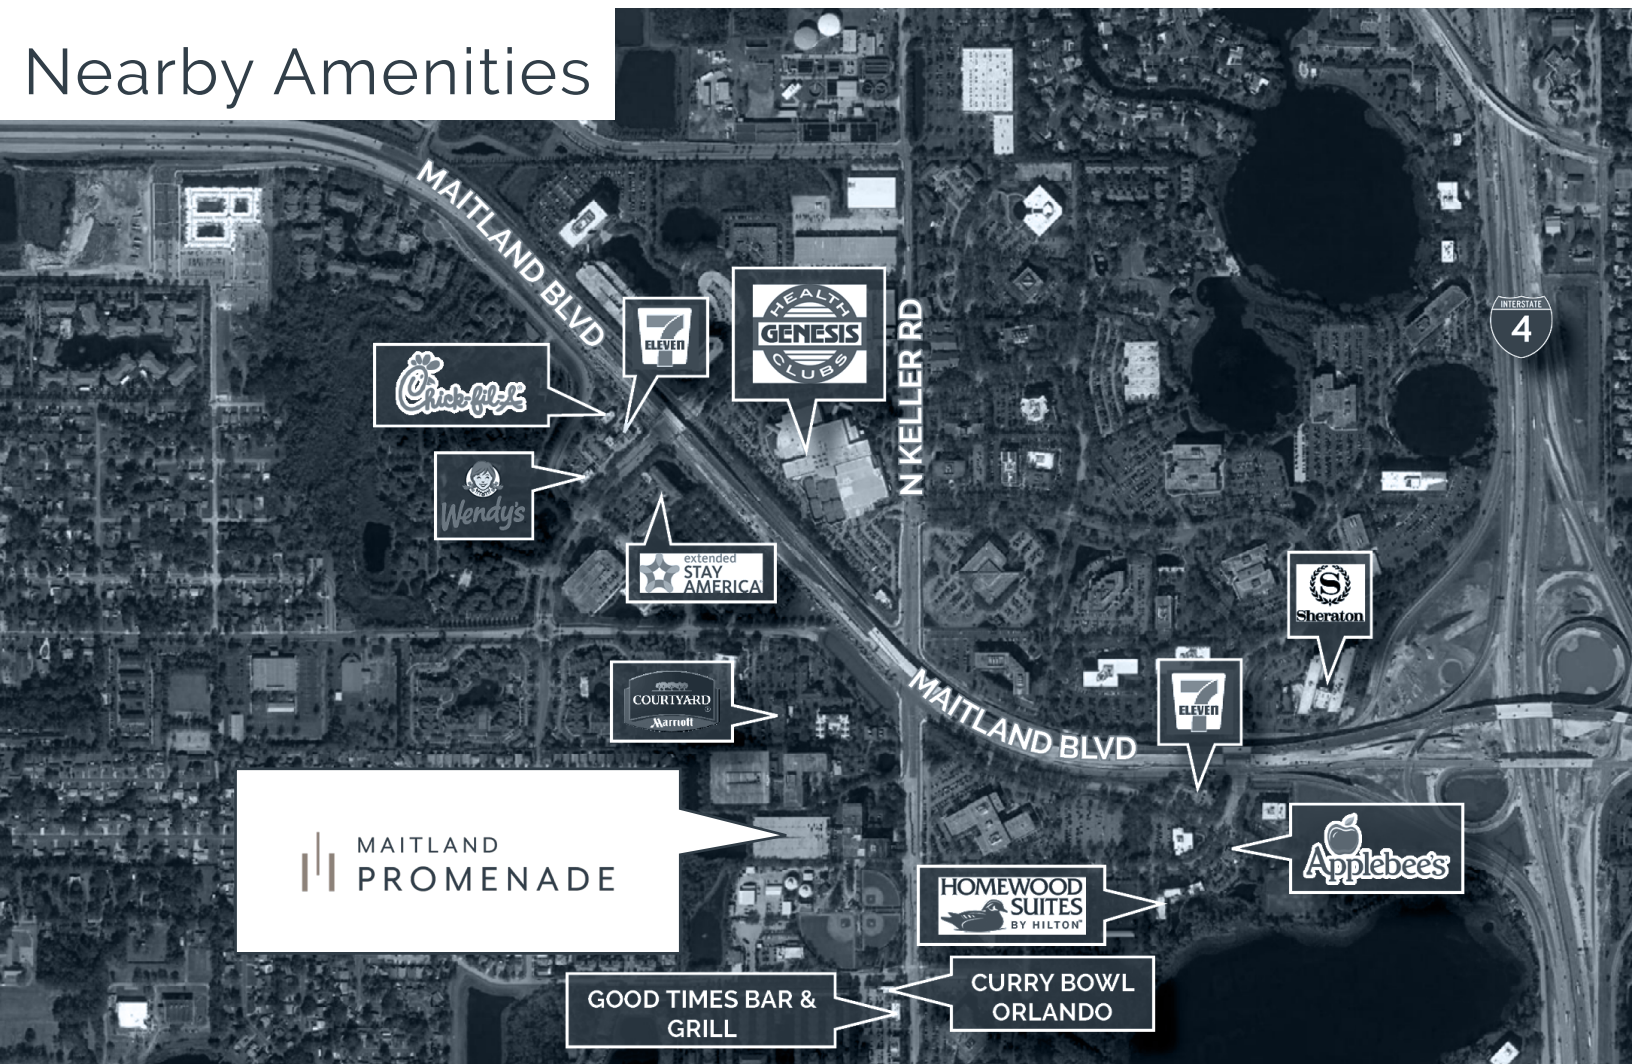 Nearby Amenities
MAITLAND BLVD
INTERSTATE
4
HEALTH
GENESIS
CLUBS
7
ELEVEN
N KELLER RD
Chick-fil-A
Wendy's
extended
STAY
AMERICA
S
Sheraton
COURTYARD
Marriott
MAITLAND BLVD
7
ELEVEN
MAITLAND
PROMENADE
Applebee's
HOMEWOOD
SUITES
BY HILTON
CURRY BOWL
ORLANDO
GOOD TIMES BAR &
GRILL